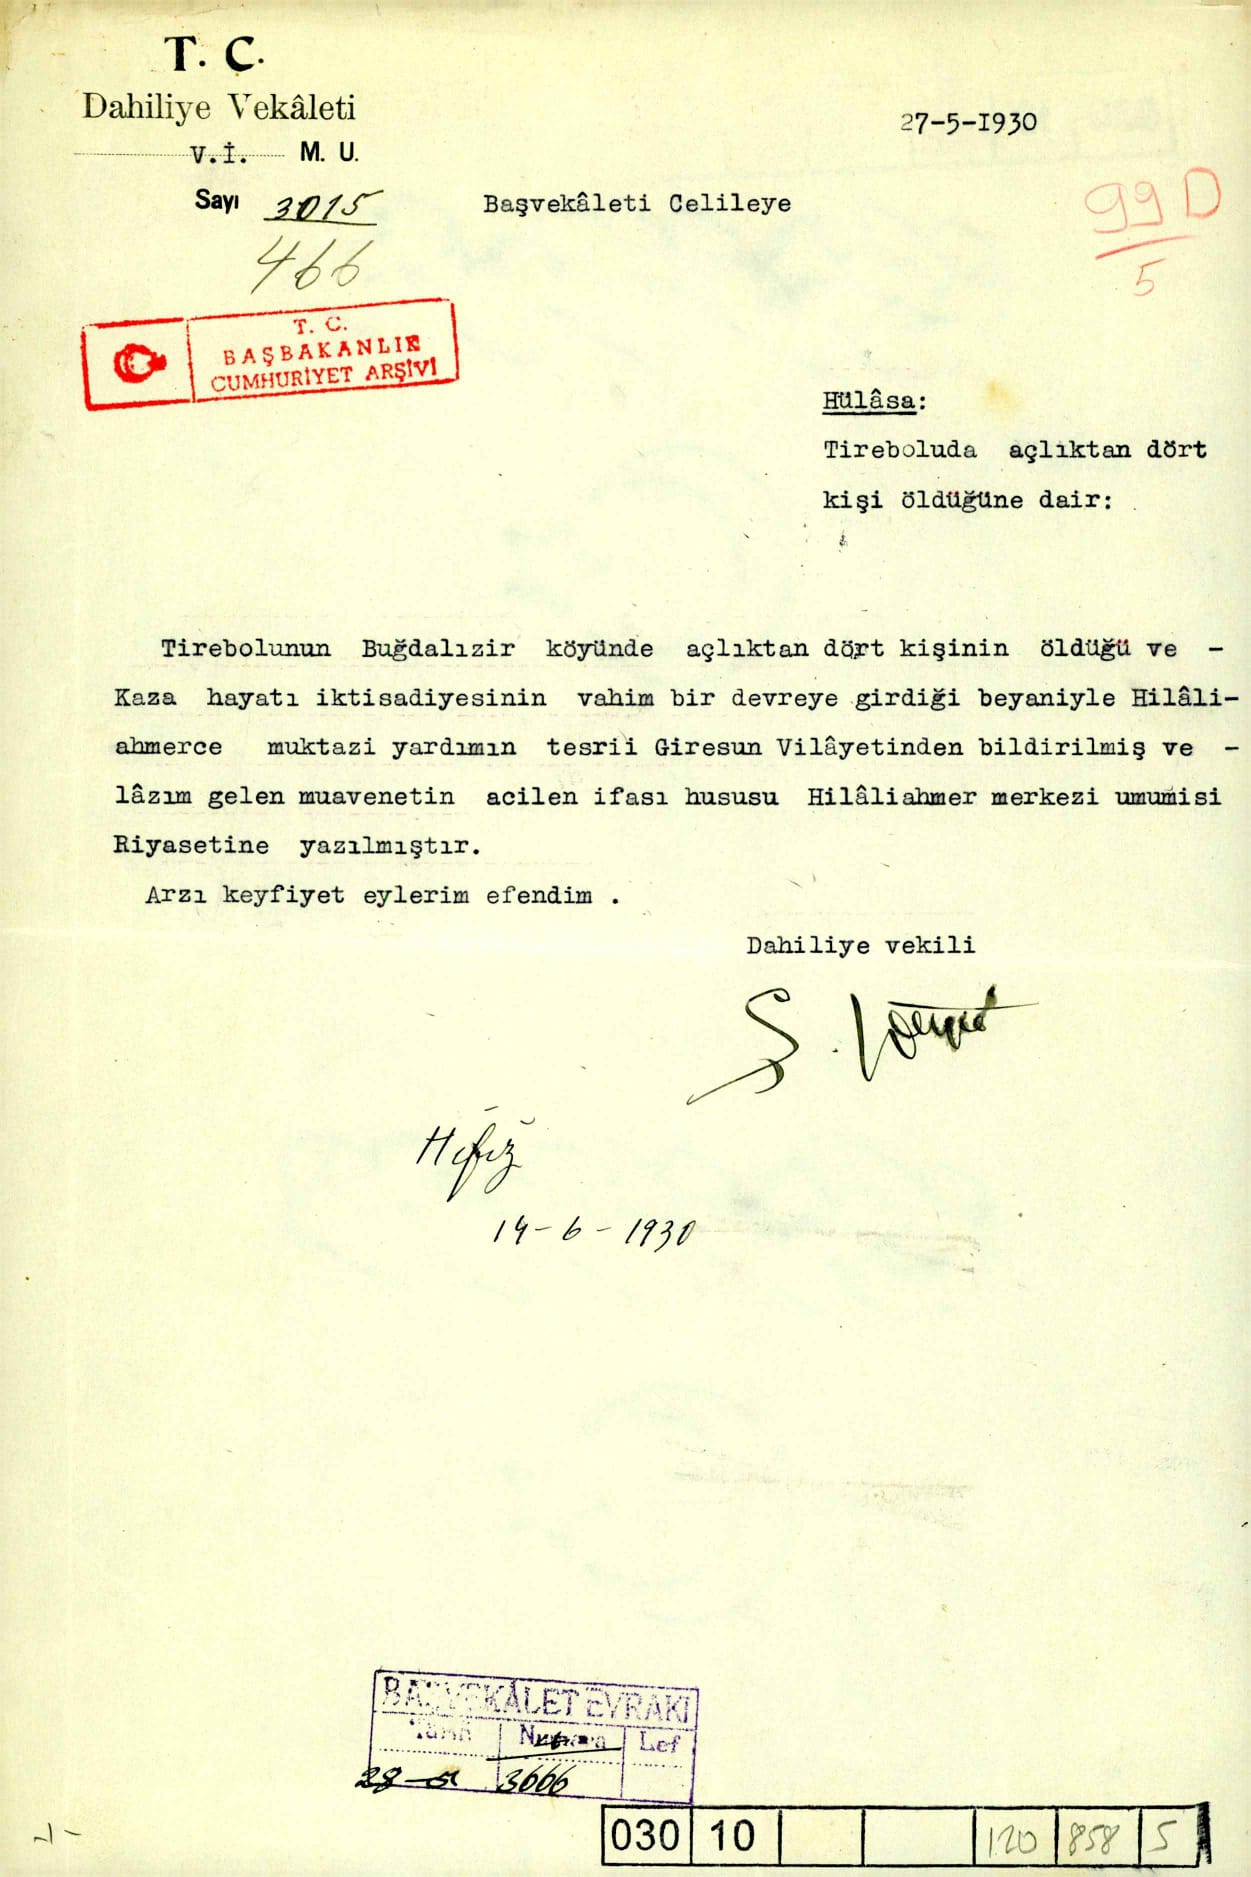 T. C.
Dahiliye Vekâleti
V.İ. M. U.
27-5-I930
Sayı 3015
Başvekâleti Celileye
466
99 D
5
T. C.
BAŞBAKANLIK
CUMHURİYET ARŞİVİ
Hülâsa:
Tireboluda açlıktan dört
kişi öldüğüne dair:
Tirebolunun Buğdalızir köyünde açlıktan dört kişinin öldüğü ve -
Kaza hayatı iktisadiyesinin vahim bir devreye girdiği beyaniyle Hilâli-
ahmerce muktazi yardımın tesrii Giresun Vilâyetinden bildirilmiş ve -
lâzım gelen muavenetin acilen ifası hususu Hilâliahmer merkezi umumisi
Riyasetine yazılmıştır.
Arzı keyfiyet eylerim efendim .
Dahiliye vekili
Ş.
Hıfız
14-6-1930
BAŞVEKÂLET EVRAKI
Tarih Numara Lef
28-5 3666
030 10 120 858 5
-1-